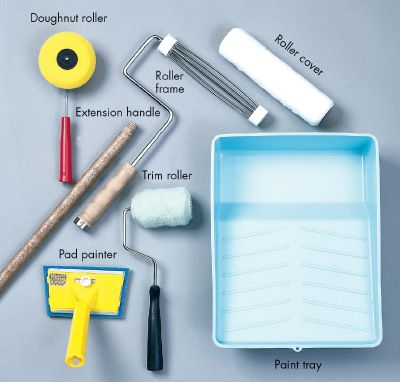 Doughnut roller
Roller cover
Roller
frame
Extension handle
Trim roller
Pad painter
Paint tray